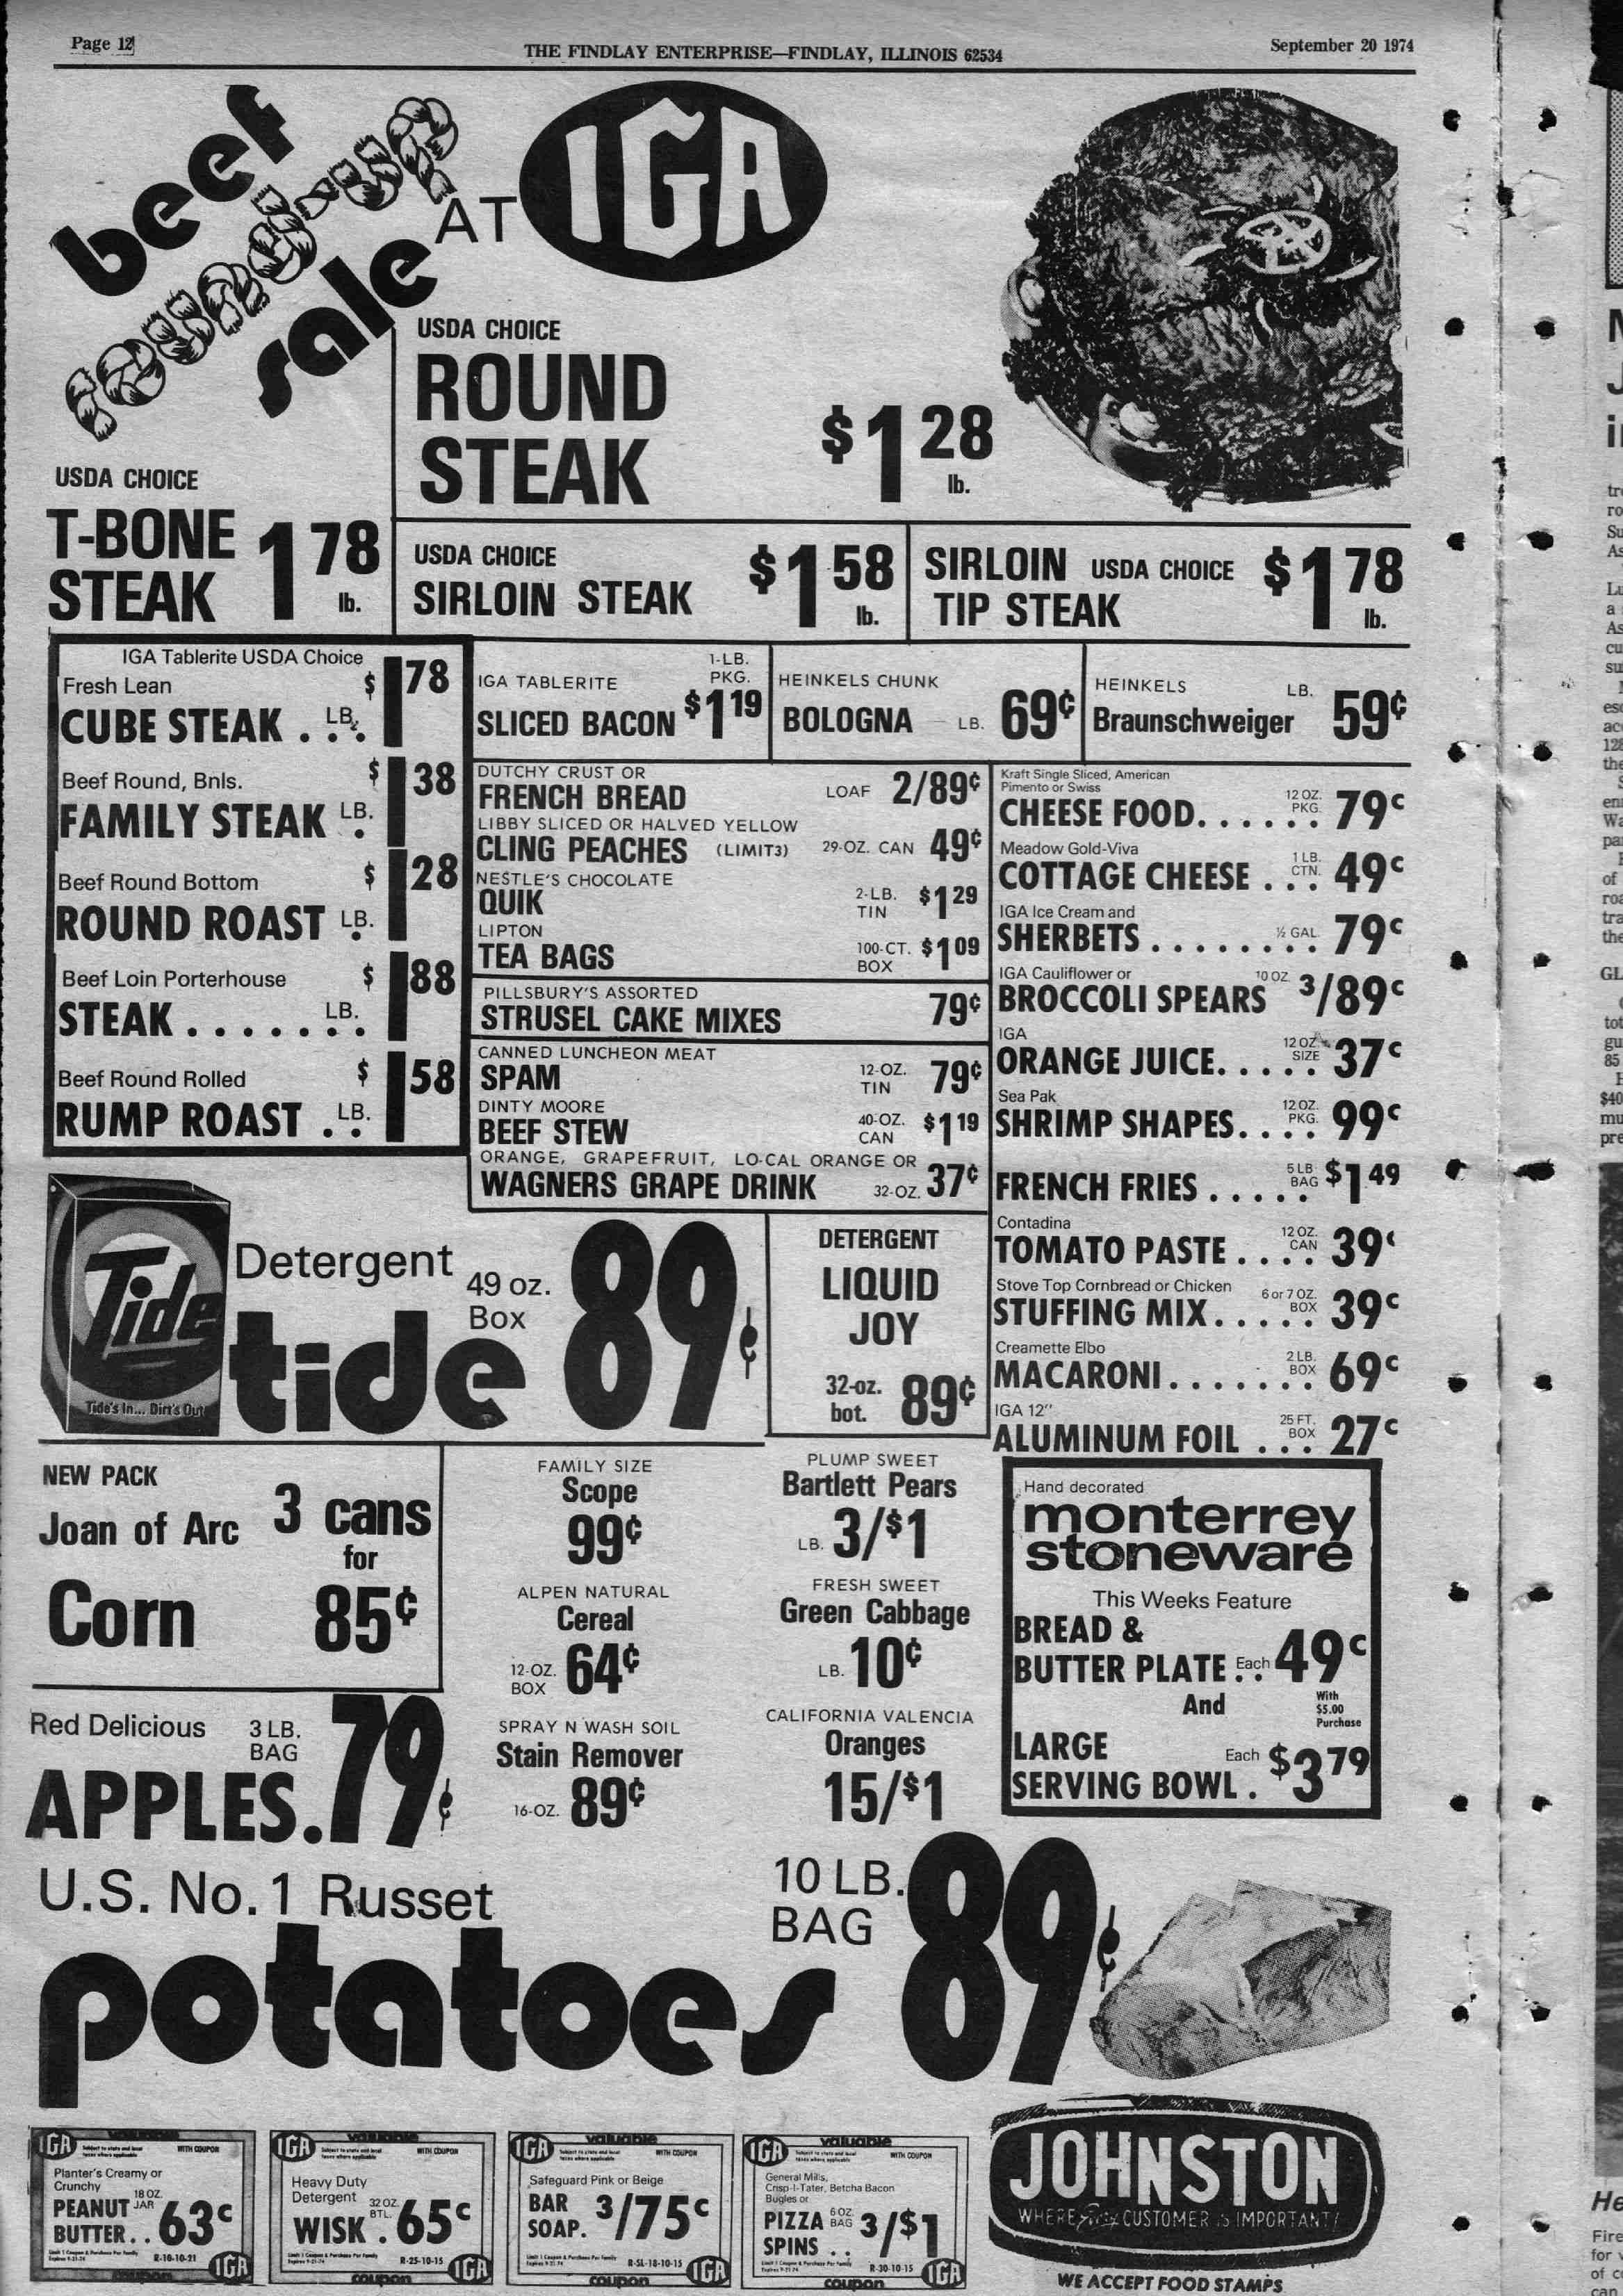 Page 12
THE FINDLAY ENTERPRISE—FINDLAY, ILLINOIS 62534
September 20 1974
beef
round-up
sale
AT
IGA
USDA CHOICE
ROUND
STEAK
$1 28
lb.
USDA CHOICE
T-BONE
STEAK
1 78
lb.
USDA CHOICE
SIRLOIN STEAK
$1 58
lb.
SIRLOIN USDA CHOICE
TIP STEAK
$1 78
lb.
IGA Tablerite USDA Choice
Fresh Lean
CUBE STEAK . . . LB. $1 78
Beef Round, Bnls.
FAMILY STEAK LB. . $1 38
Beef Round Bottom
ROUND ROAST LB. . $1 28
Beef Loin Porterhouse
STEAK . . . . . . . LB. $1 88
Beef Round Rolled
RUMP ROAST . . LB. $1 58
IGA TABLERITE
SLICED BACON
1-LB.
PKG.
$1 19
HEINKELS CHUNK
BOLOGNA LB. 69¢
HEINKELS
Braunschweiger LB. 59¢
DUTCHY CRUST OR
FRENCH BREAD LOAF 2/89¢
LIBBY SLICED OR HALVED YELLOW
CLING PEACHES (LIMIT3) 29-OZ. CAN 49¢
NESTLE'S CHOCOLATE
QUIK 2-LB. TIN $1 29
LIPTON
TEA BAGS 100-CT. BOX $1 09
PILLSBURY'S ASSORTED
STRUSEL CAKE MIXES 79¢
CANNED LUNCHEON MEAT
SPAM 12-OZ. TIN 79¢
DINTY MOORE
BEEF STEW 40-OZ. CAN $1 19
ORANGE, GRAPEFRUIT, LO-CAL ORANGE OR
WAGNERS GRAPE DRINK 32-OZ. 37¢
Kraft Single Sliced, American
Pimento or Swiss
CHEESE FOOD. . . . . . 12 OZ. PKG. 79c
Meadow Gold-Viva
COTTAGE CHEESE . . . 1 LB. CTN. 49c
IGA Ice Cream and
SHERBETS . . . . . . . . ½ GAL. 79c
IGA Cauliflower or
BROCCOLI SPEARS 10 OZ. 3/89c
IGA
ORANGE JUICE. . . . . . 12 OZ. SIZE 37c
Sea Pak
SHRIMP SHAPES. . . . 12 OZ. PKG. 99c
FRENCH FRIES . . . . . . 5 LB. BAG $1 49
Contadina
TOMATO PASTE . . . . 12 OZ. CAN 39c
Stove Top Cornbread or Chicken
STUFFING MIX. . . . . . 6 or 7 OZ. BOX 39c
Creamette Elbo
MACARONI. . . . . . . . 2 LB. BOX 69c
IGA 12"
ALUMINUM FOIL . . . 25 FT. BOX 27c
Tide
Tide's In... Dirt's Out
Detergent
tide
49 oz.
Box
89¢
DETERGENT
LIQUID
JOY
32-oz.
bot.
89¢
NEW PACK
Joan of Arc
Corn
3 cans
for
85¢
FAMILY SIZE
Scope
99¢
ALPEN NATURAL
Cereal
12-OZ.
BOX
64¢
SPRAY N WASH SOIL
Stain Remover
16-OZ. 89¢
PLUMP SWEET
Bartlett Pears
LB. 3/$1
FRESH SWEET
Green Cabbage
LB. 10¢
CALIFORNIA VALENCIA
Oranges
15/$1
Hand decorated
monterrey
stoneware
This Weeks Feature
BREAD &
BUTTER PLATE . . Each 49c
And
With
$5.00
Purchase
LARGE
SERVING BOWL . Each $3 79
Red Delicious
3 LB.
BAG
APPLES. 79¢
U.S. No. 1 Russet
potatoes
10 LB.
BAG
89¢
IGA
valuable
Subject to state and local
taxes where applicable
WITH COUPON
Planter's Creamy or
Crunchy
PEANUT
BUTTER . .
18 OZ.
JAR
63c
Limit 1 Coupon & Purchase Per Family
Expires 9-21-74
R-10-10-21
IGA
coupon
IGA
valuable
Subject to state and local
taxes where applicable
WITH COUPON
Heavy Duty
Detergent
WISK .
32 OZ.
BTL.
65c
Limit 1 Coupon & Purchase Per Family
Expires 9-21-74
R-25-10-15
IGA
coupon
IGA
valuable
Subject to state and local
taxes where applicable
WITH COUPON
Safeguard Pink or Beige
BAR
SOAP.
3/75c
Limit 1 Coupon & Purchase Per Family
Expires 9-21-74
R-SL-18-10-15
IGA
coupon
IGA
valuable
Subject to state and local
taxes where applicable
WITH COUPON
General Mills,
Crisp-I-Tater, Betcha Bacon
Bugles or
PIZZA
SPINS . .
6 OZ.
BAG
3/$1
Limit 1 Coupon & Purchase Per Family
Expires 9-21-74
R-30-10-15
IGA
coupon
JOHNSTON
WHERE Every CUSTOMER IS IMPORTANT!
WE ACCEPT FOOD STAMPS